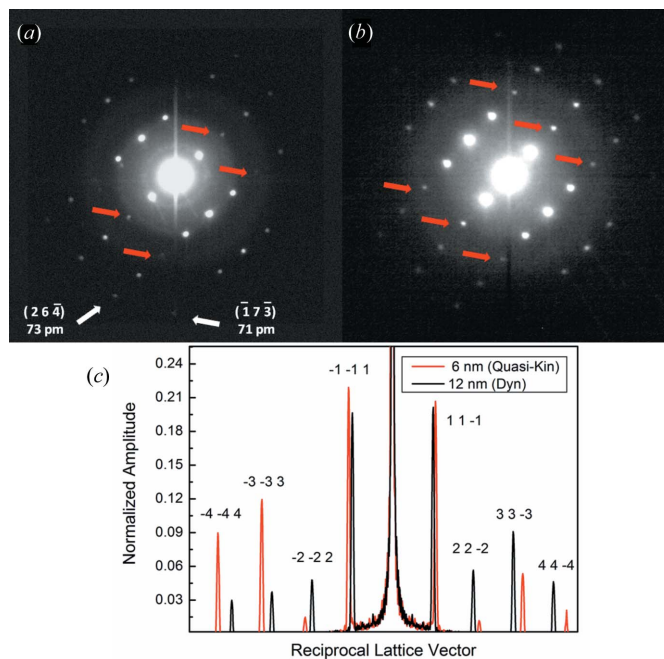 (a)
(b)
(2 6 4̅)
73 pm
(1̅ 7 3̅)
71 pm
(c)
0.24
0.21
0.18
0.15
0.12
0.09
0.06
0.03
Normalized Amplitude
6 nm (Quasi-Kin)
12 nm (Dyn)
-1 -1 1
1 1 -1
-3 -3 3
-4 -4 4
-2 -2 2
2 2 -2
3 3 -3
4 4 -4
Reciprocal Lattice Vector